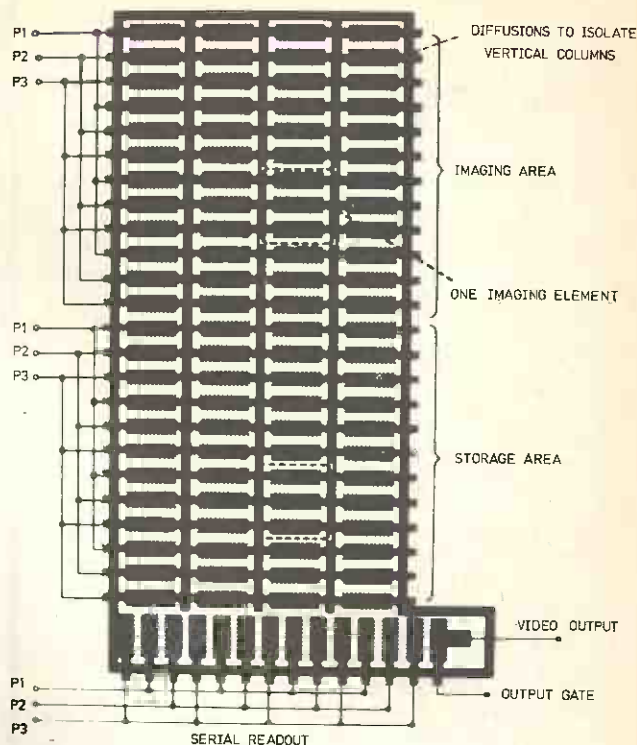 P1
P2
P3
DIFFUSIONS TO ISOLATE
VERTICAL COLUMNS
IMAGING AREA
ONE IMAGING ELEMENT
P1
P2
P3
STORAGE AREA
VIDEO OUTPUT
OUTPUT GATE
P1
P2
P3
SERIAL READOUT